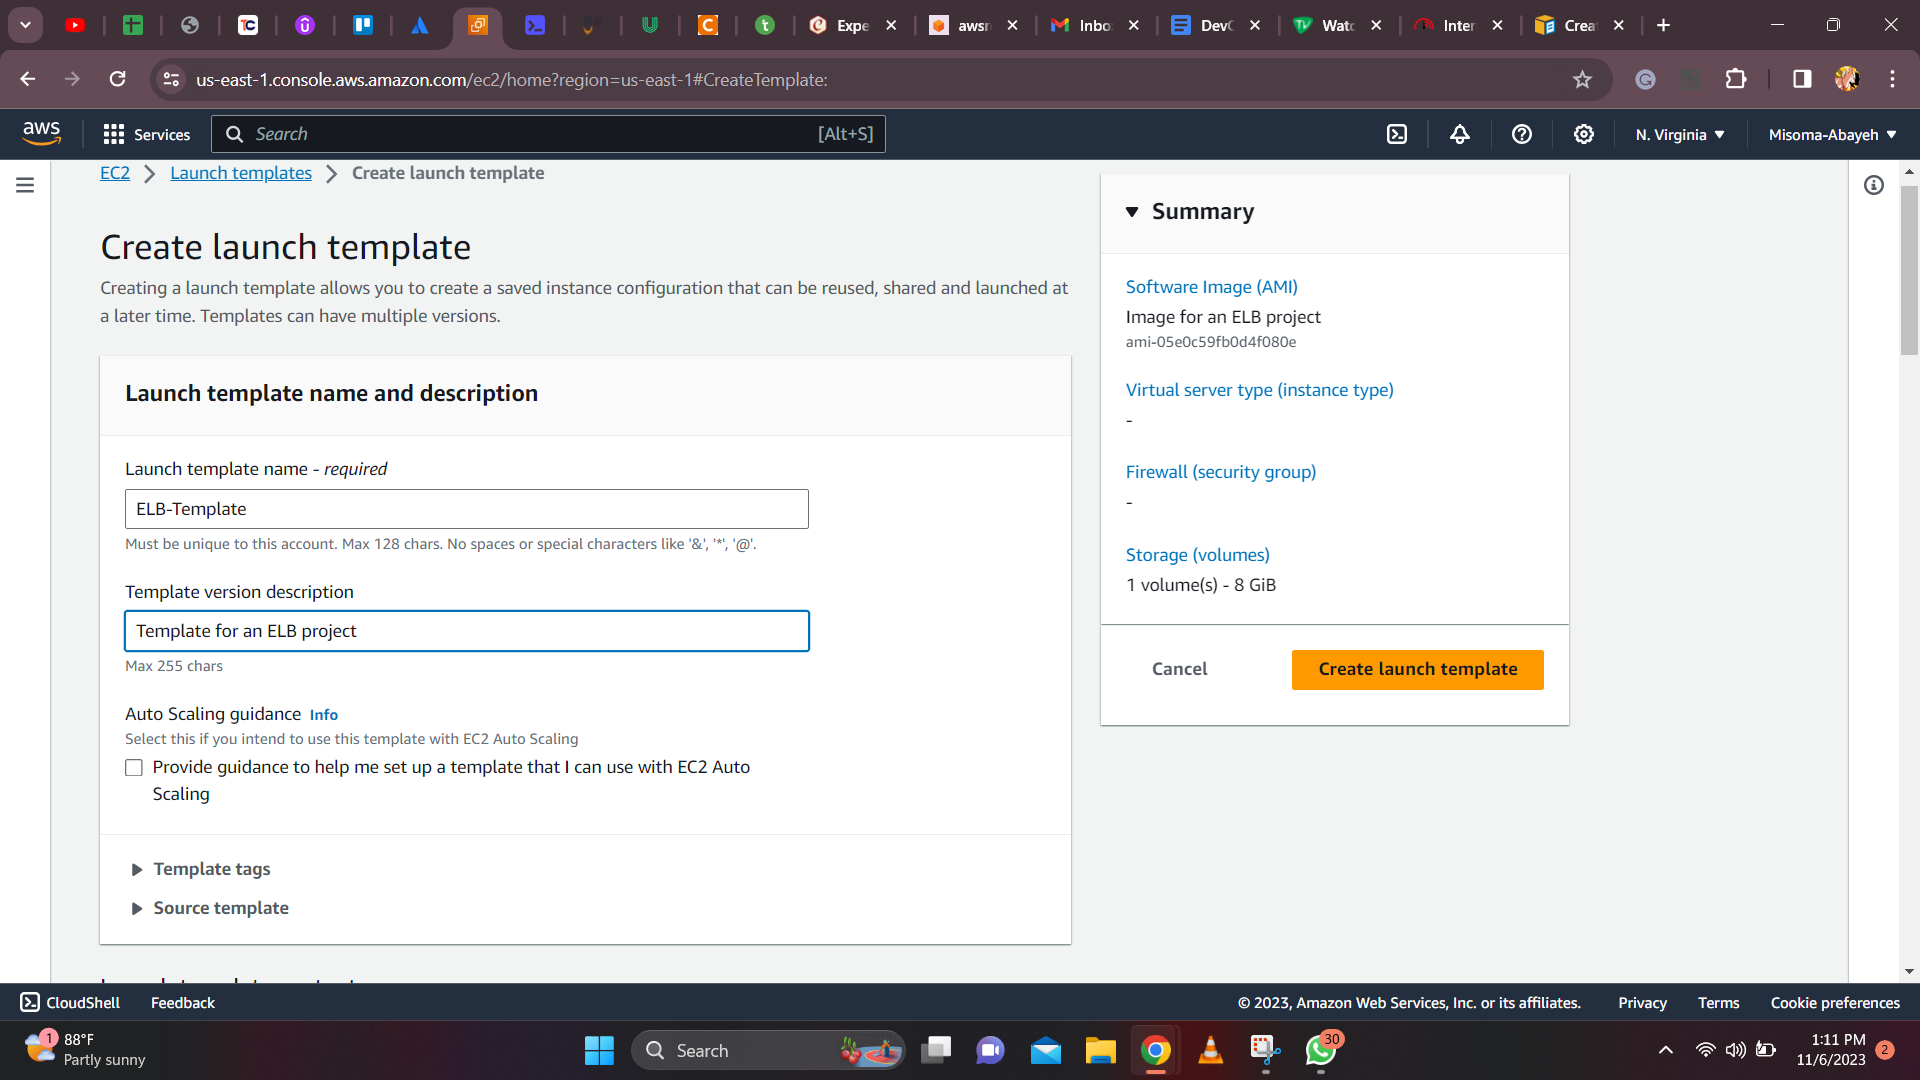 Expe
awsr
Inbo
DevC
Watc
Inter
Crea
us-east-1.console.aws.amazon.com/ec2/home?region=us-east-1#CreateTemplate:
aws
Services
Search
[Alt+S]
N. Virginia
Misoma-Abayeh
EC2
Launch templates
Create launch template
Create launch template
Creating a launch template allows you to create a saved instance configuration that can be reused, shared and launched at
a later time. Templates can have multiple versions.
Launch template name and description
Launch template name - required
ELB-Template
Must be unique to this account. Max 128 chars. No spaces or special characters like '&', '*', '@'.
Template version description
Template for an ELB project
Max 255 chars
Auto Scaling guidance Info
Select this if you intend to use this template with EC2 Auto Scaling
Provide guidance to help me set up a template that I can use with EC2 Auto
Scaling
Template tags
Source template
Summary
Software Image (AMI)
Image for an ELB project
ami-05e0c59fb0d4f080e
Virtual server type (instance type)
-
Firewall (security group)
-
Storage (volumes)
1 volume(s) - 8 GiB
Cancel
Create launch template
CloudShell
Feedback
© 2023, Amazon Web Services, Inc. or its affiliates.
Privacy
Terms
Cookie preferences
1
88°F
Partly sunny
Search
30
1:11 PM
11/6/2023
2